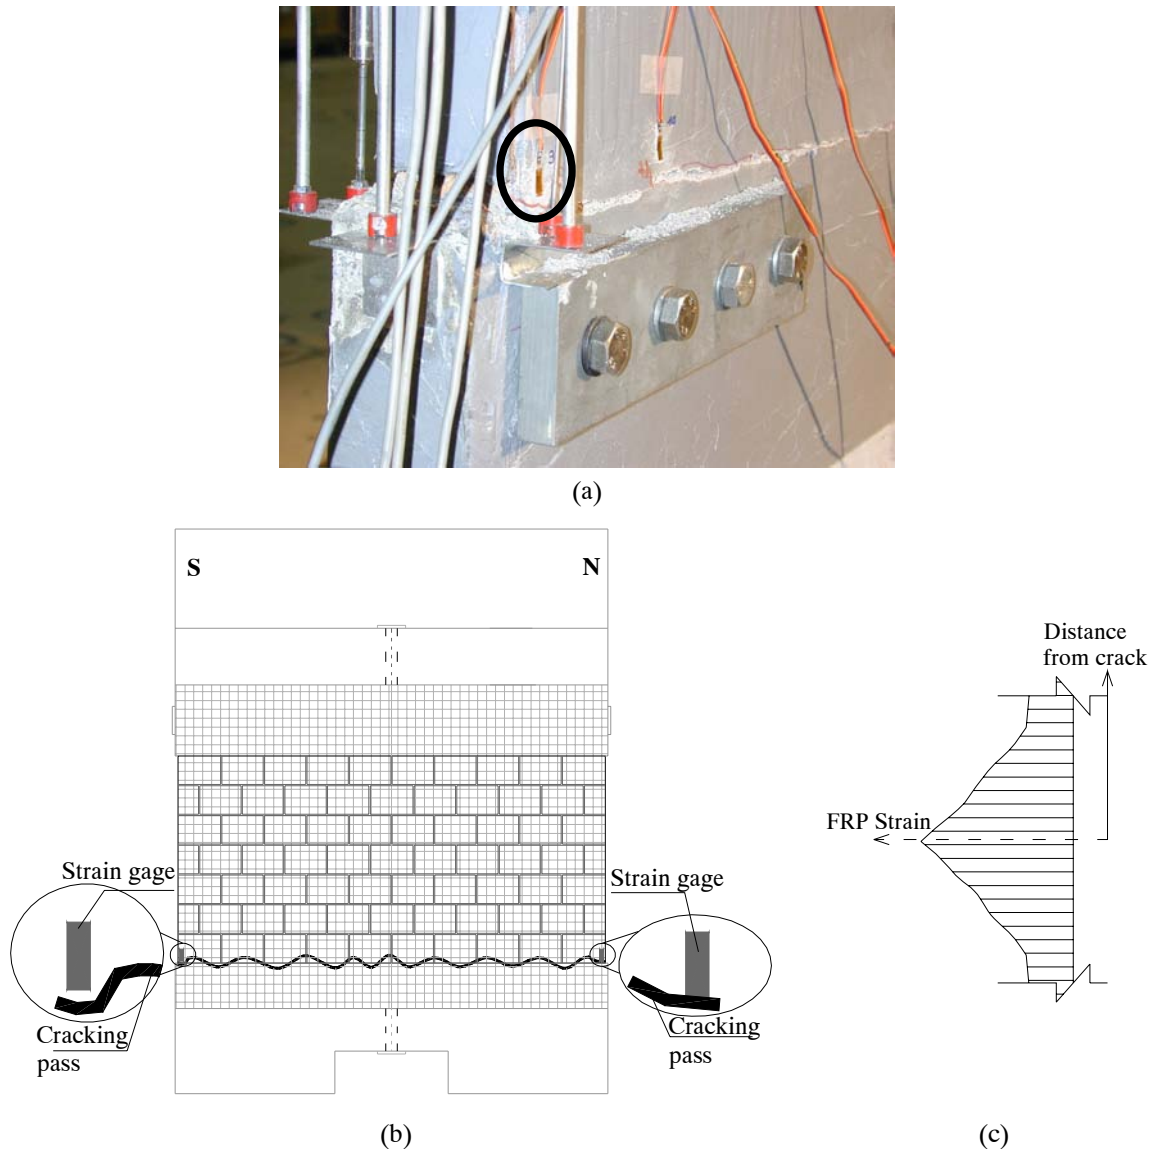 (a)
S
N
Strain gage
Cracking
pass
Strain gage
Cracking
pass
(b)
Distance
from crack
FRP Strain
(c)